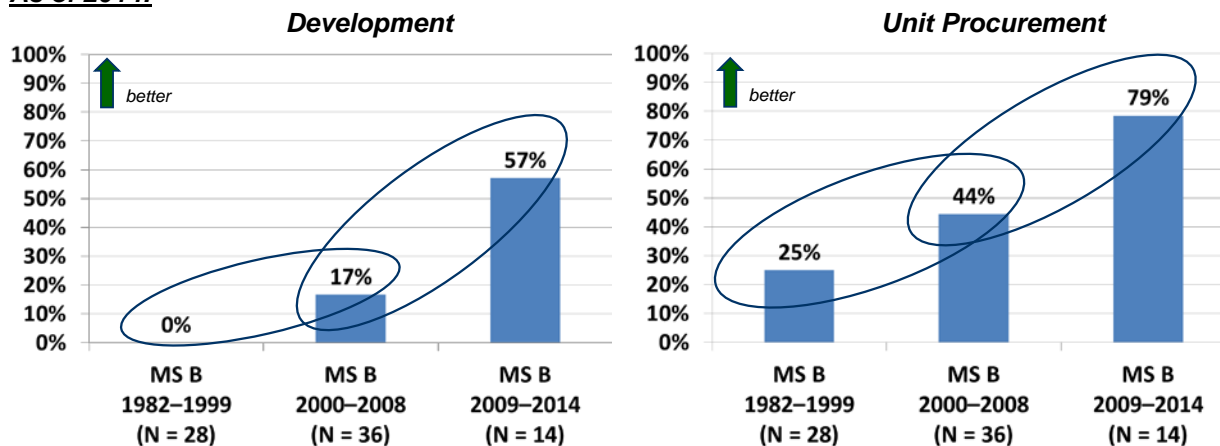 As of 2014:
Development
100%
90%
80%
70%
60%
50%
40%
30%
20%
10%
0%
better
0%
17%
57%
MS B
1982–1999
(N = 28)
MS B
2000–2008
(N = 36)
MS B
2009–2014
(N = 14)
Unit Procurement
100%
90%
80%
70%
60%
50%
40%
30%
20%
10%
0%
better
25%
44%
79%
MS B
1982–1999
(N = 28)
MS B
2000–2008
(N = 36)
MS B
2009–2014
(N = 14)